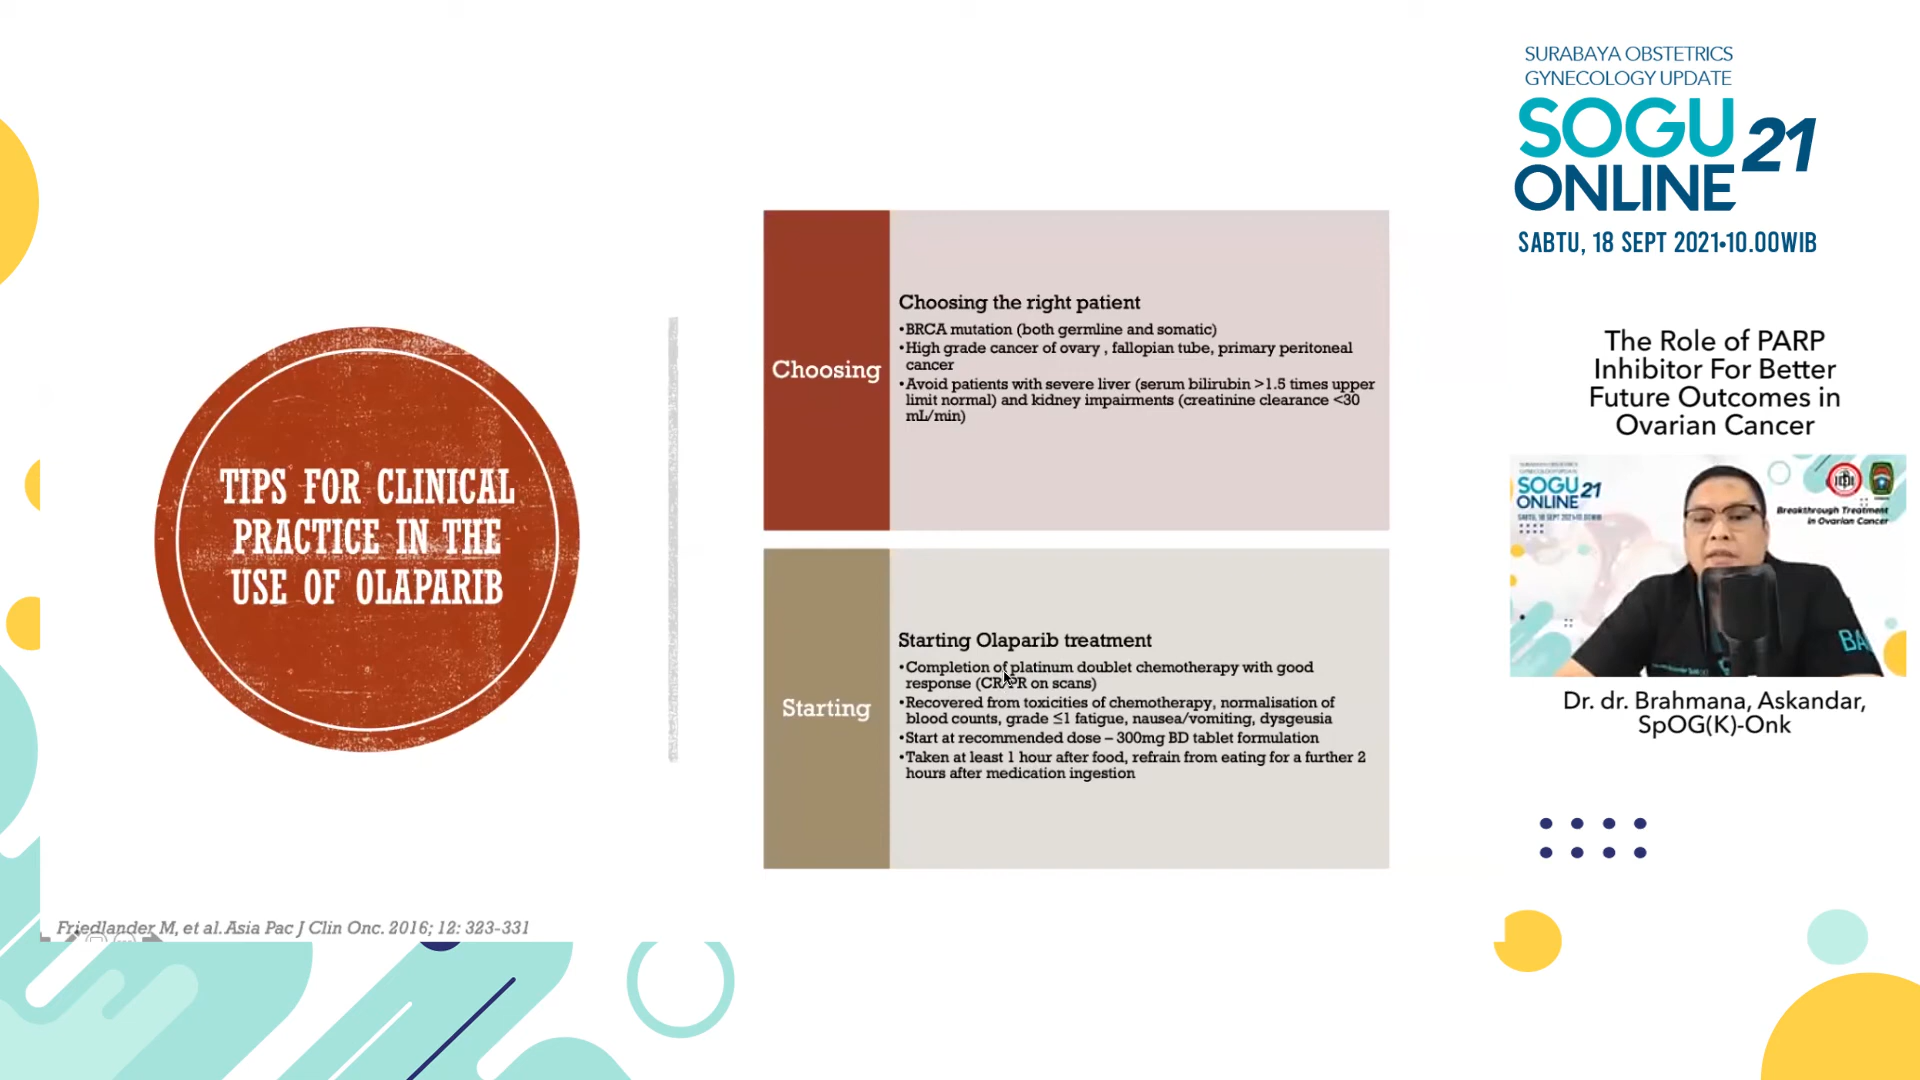 SURABAYA OBSTETRICS
GYNECOLOGY UPDATE
SOGU 21
ONLINE
SABTU, 18 SEPT 2021•10.00WIB
TIPS FOR CLINICAL
PRACTICE IN THE
USE OF OLAPARIB
Choosing
Choosing the right patient
•BRCA mutation (both germline and somatic)
•High grade cancer of ovary , fallopian tube, primary peritoneal
cancer
•Avoid patients with severe liver (serum bilirubin >1.5 times upper
limit normal) and kidney impairments (creatinine clearance <30
mL/min)
Starting
Starting Olaparib treatment
•Completion of platinum doublet chemotherapy with good
response (CR/PR on scans)
•Recovered from toxicities of chemotherapy, normalisation of
blood counts, grade ≤1 fatigue, nausea/vomiting, dysgeusia
•Start at recommended dose – 300mg BD tablet formulation
•Taken at least 1 hour after food, refrain from eating for a further 2
hours after medication ingestion
Friedlander M, et al. Asia Pac J Clin Onc. 2016; 12: 323-331
The Role of PARP
Inhibitor For Better
Future Outcomes in
Ovarian Cancer
SOGU 21
ONLINE
SABTU, 18 SEPT 2021•10.00WIB
Breakthrough Treatment
in Ovarian Cancer
BA
Dr. dr. Brahmana, Askandar,
SpOG(K)-Onk